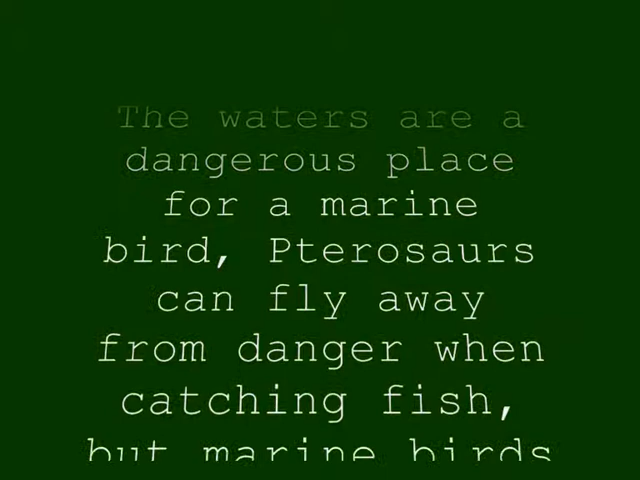 The waters are a
dangerous place
for a marine
bird, Pterosaurs
can fly away
from danger when
catching fish,
but marine birds